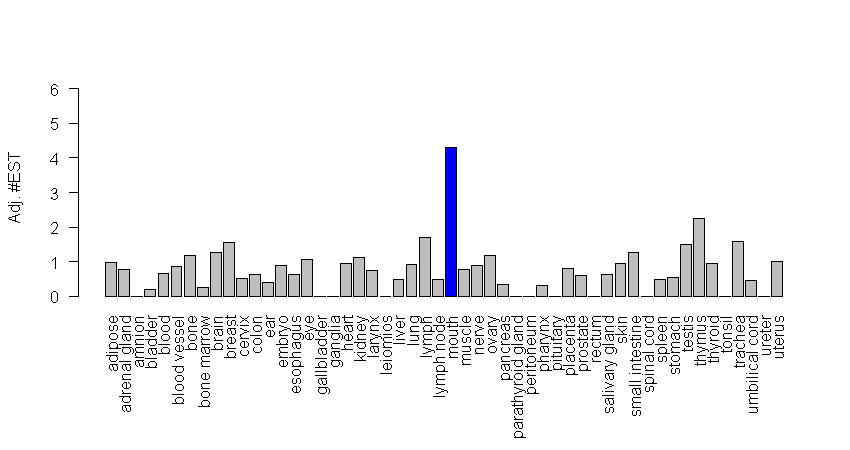 6
5
4
3
2
1
0
Adj. #EST
adipose
adrenal gland
amnion
bladder
blood
blood vessel
bone
bone marrow
brain
breast
cervix
colon
ear
embryo
esophagus
eye
gallbladder
ganglia
heart
kidney
larynx
leiomios
liver
lung
lymph
lymph node
mouth
muscle
nerve
ovary
pancreas
parathyroid gland
peritoneum
pharynx
pituitary
placenta
prostate
rectum
salivary gland
skin
small intestine
spinal cord
spleen
stomach
testis
thymus
thyroid
tonsil
trachea
umbilical cord
ureter
uterus